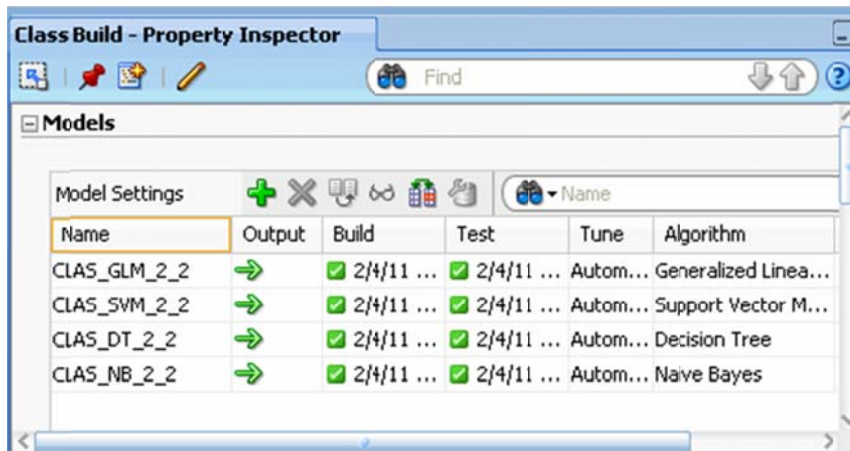 Class Build - Property Inspector
Find
Models
Model Settings
Name
Name Output Build Test Tune Algorithm
CLAS_GLM_2_2 2/4/11 ... 2/4/11 ... Autom... Generalized Linea...
CLAS_SVM_2_2 2/4/11 ... 2/4/11 ... Autom... Support Vector M...
CLAS_DT_2_2 2/4/11 ... 2/4/11 ... Autom... Decision Tree
CLAS_NB_2_2 2/4/11 ... 2/4/11 ... Autom... Naive Bayes